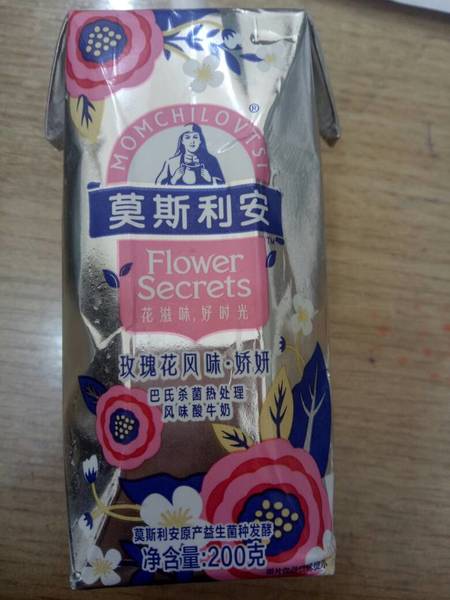 MOMCHILOVTSI
®
莫斯利安
TM
Flower
Secrets
花滋味,好时光
玫瑰花风味·娇妍
巴氏杀菌热处理
风味酸牛奶
莫斯利安原产益生菌种发酵
净含量:200克